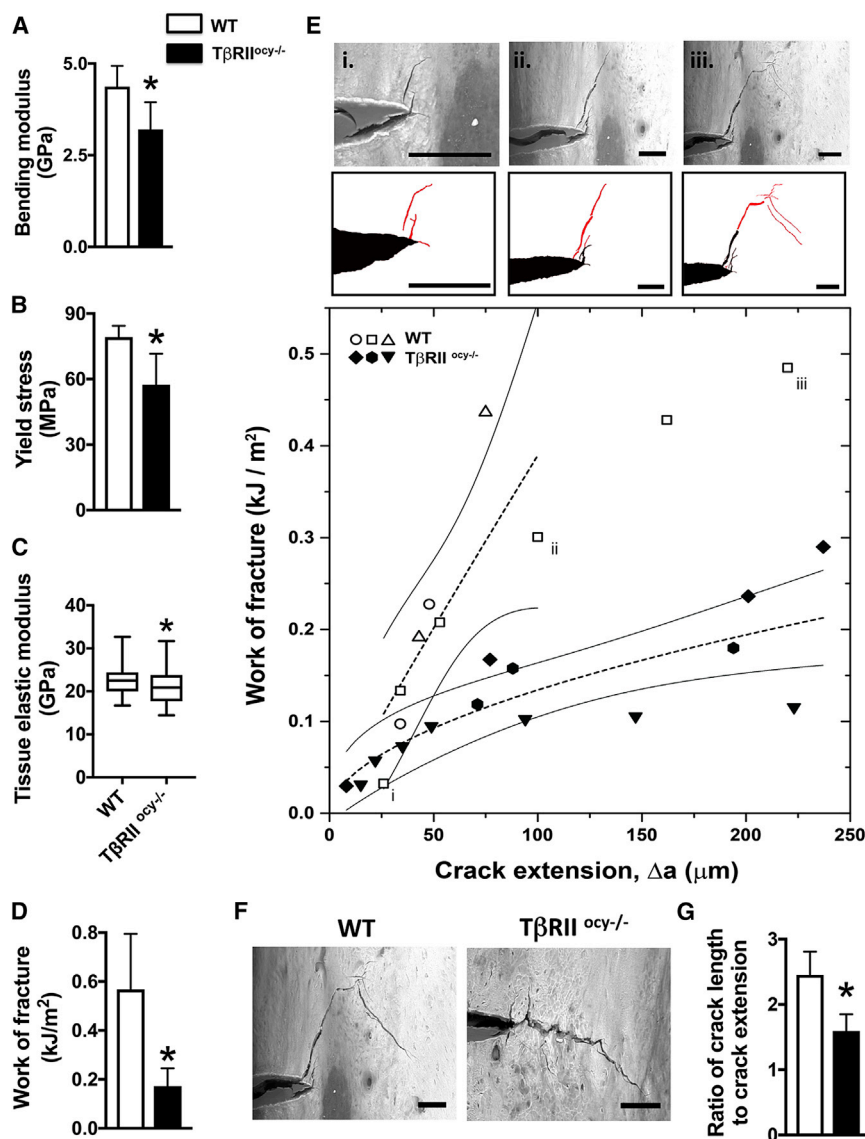 A
WT
TβRII ocy-/-
Bending modulus
(GPa)
5.0
2.5
0.0
*
B
Yield stress
(MPa)
90
60
30
0
*
C
Tissue elastic modulus
(GPa)
40
30
20
10
0
*
WT
TβRII ocy-/-
D
Work of fracture
(kJ/m²)
0.8
0.6
0.4
0.2
0.0
*
E
i.
ii.
iii.
WT
TβRII ocy-/-
Work of fracture (kJ / m²)
0.5
0.4
0.3
0.2
0.1
0.0
iii
ii
i
0
50
100
150
200
250
Crack extension, Δa (μm)
F
WT
TβRII ocy-/-
G
Ratio of crack length
to crack extension
3
2
1
0
*